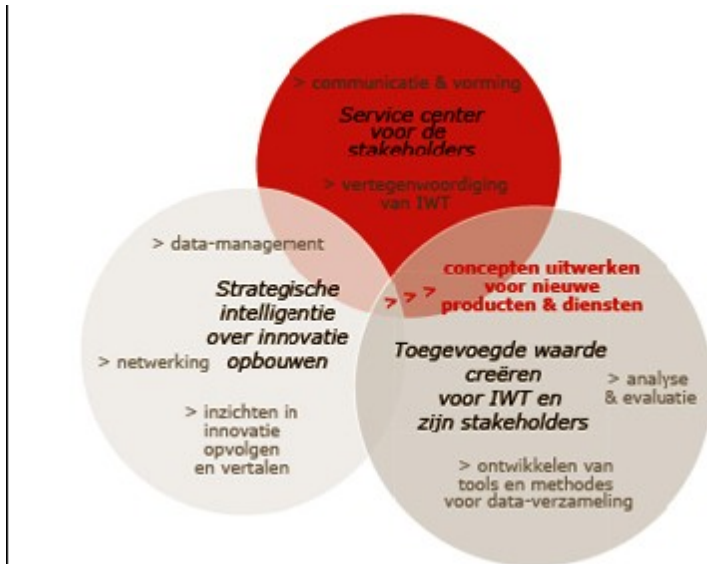 > communicatie & vorming
Service center
voor de
stakeholders
> vertegenwoordiging
van IWT
> data-management
Strategische
intelligentie
over innovatie
opbouwen
> netwerking
> inzichten in
innovatie
opvolgen
en vertalen
> > >
concepten uitwerken
voor nieuwe
producten & diensten
Toegevoegde waarde
creëren
voor IWT en
zijn stakeholders
> analyse
& evaluatie
> ontwikkelen van
tools en methodes
voor data-verzameling